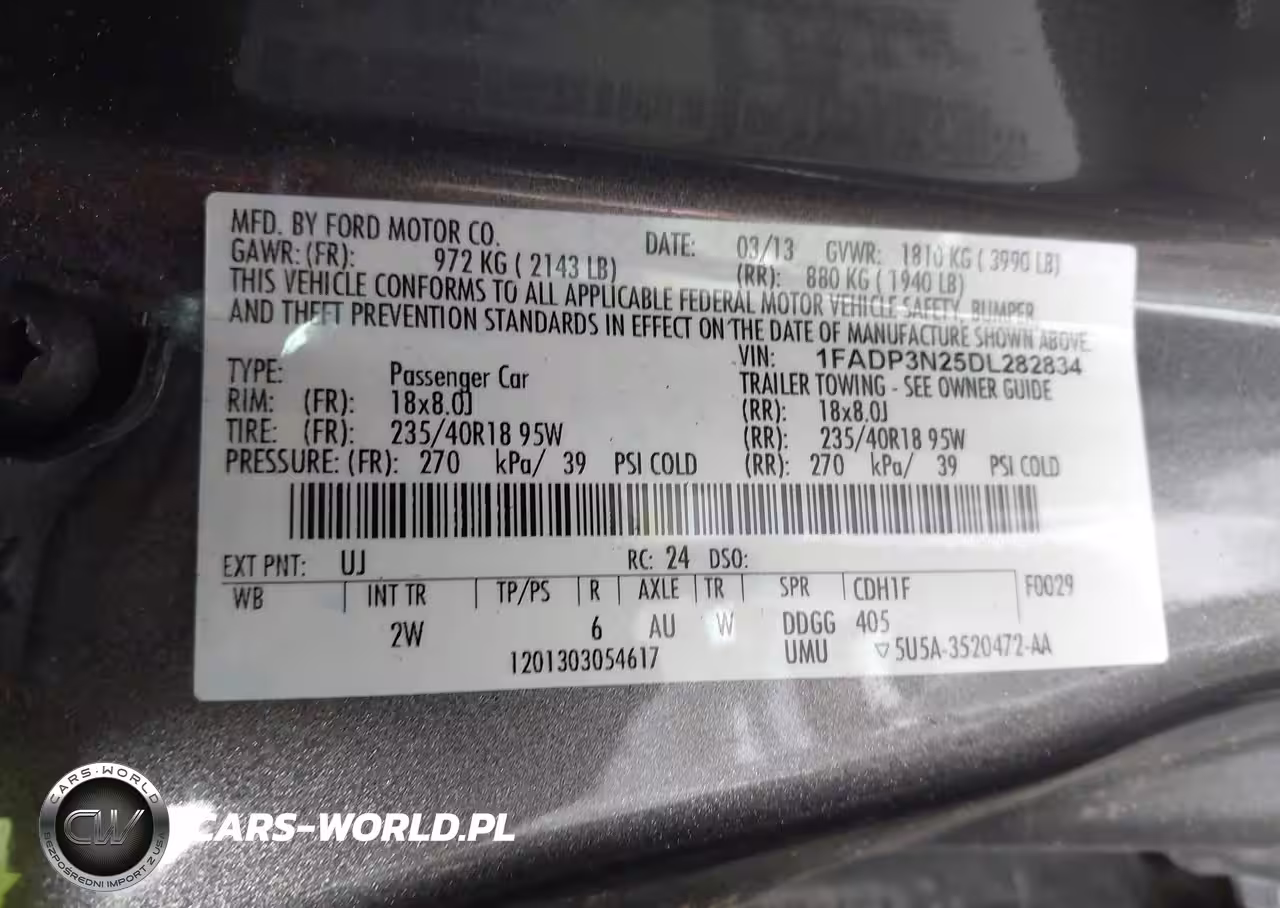 MFD. BY FORD MOTOR CO. DATE: 03/13 GVWR: 1810 KG ( 3990 LB)
GAWR: (FR): 972 KG ( 2143 LB) (RR): 880 KG ( 1940 LB)
THIS VEHICLE CONFORMS TO ALL APPLICABLE FEDERAL MOTOR VEHICLE SAFETY, BUMPER
AND THEFT PREVENTION STANDARDS IN EFFECT ON THE DATE OF MANUFACTURE SHOWN ABOVE.
VIN: 1FADP3N25DL282834
TYPE: Passenger Car TRAILER TOWING - SEE OWNER GUIDE
RIM: (FR): 18x8.0J (RR): 18x8.0J
TIRE: (FR): 235/40R18 95W (RR): 235/40R18 95W
PRESSURE: (FR): 270 kPa/ 39 PSI COLD (RR): 270 kPa/ 39 PSI COLD
EXT PNT: UJ RC: 24 DSO:
WB INT TR TP/PS R AXLE TR SPR CDH1F F0029
2W 6 AU W DDGG 405
1201303054617 UMU ▽5U5A-3520472-AA
CARS-WORLD
CW
BEZPOŚREDNI IMPORT Z USA
CARS-WORLD.PL